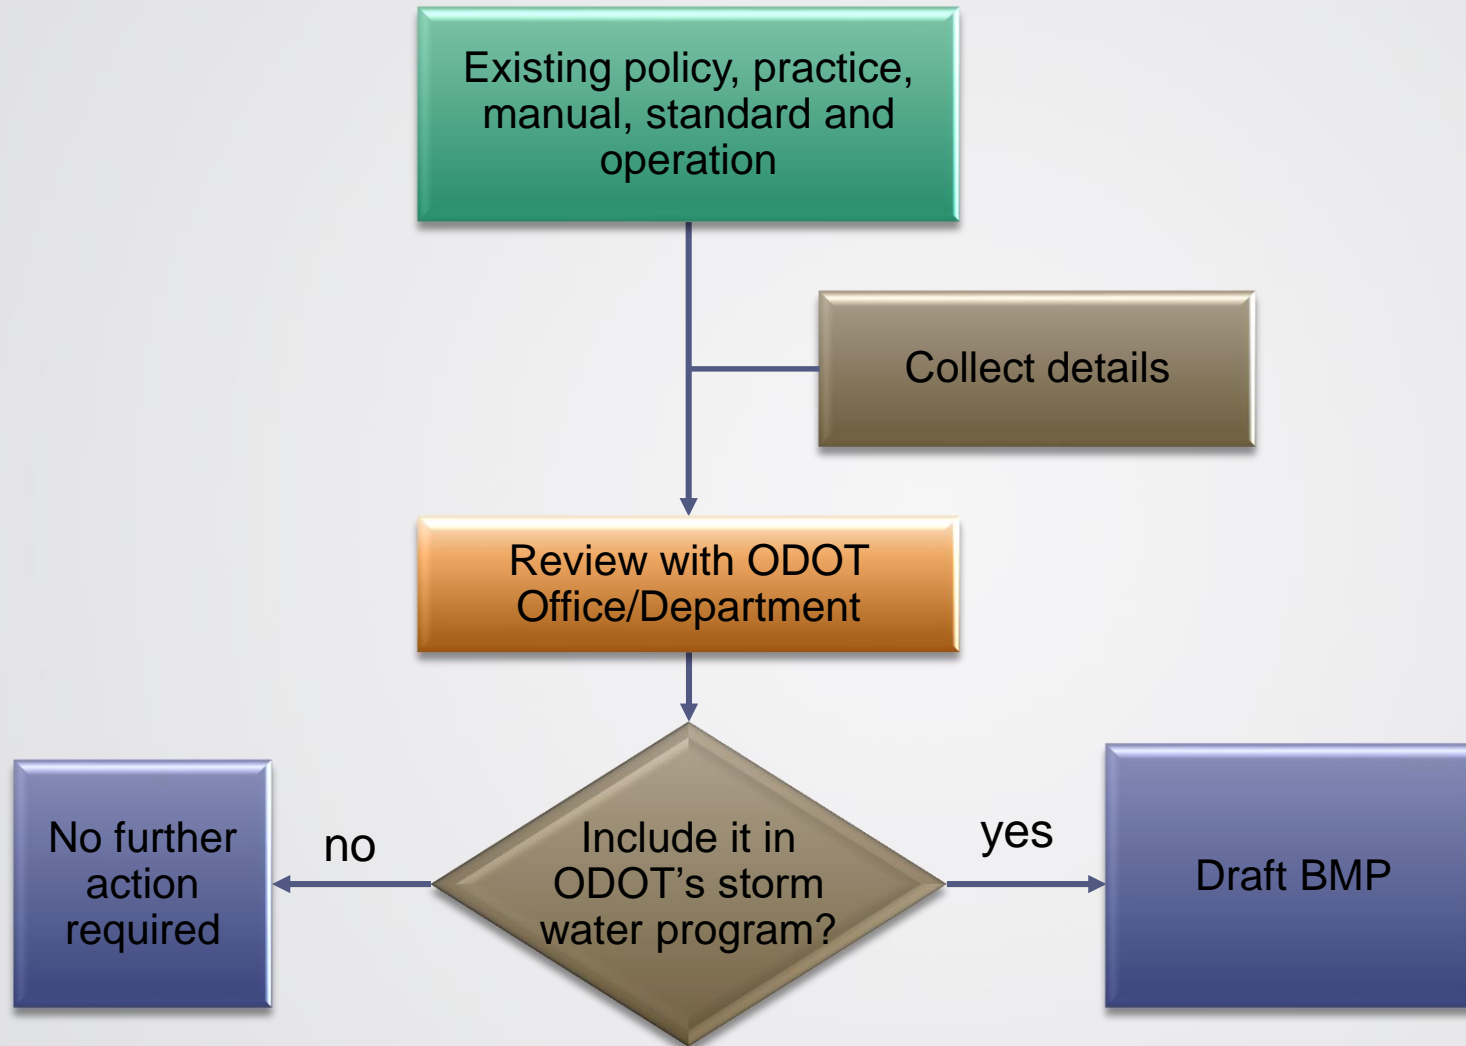 Existing policy, practice,
manual, standard and
operation
Collect details
Review with ODOT
Office/Department
No further
action
required
no
Include it in
ODOT’s storm
water program?
yes
Draft BMP